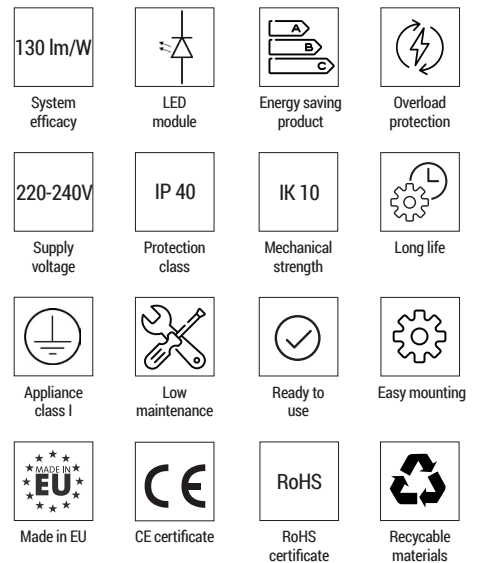 130 lm/W
System
efficacy
LED
module
A
B
C
Energy saving
product
Overload
protection
220-240V
Supply
voltage
IP 40
Protection
class
IK 10
Mechanical
strength
Long life
Appliance
class I
Low
maintenance
Ready to
use
Easy mounting
MADE IN
EU
Made in EU
CE
CE certificate
RoHS
RoHS
certificate
Recycable
materials